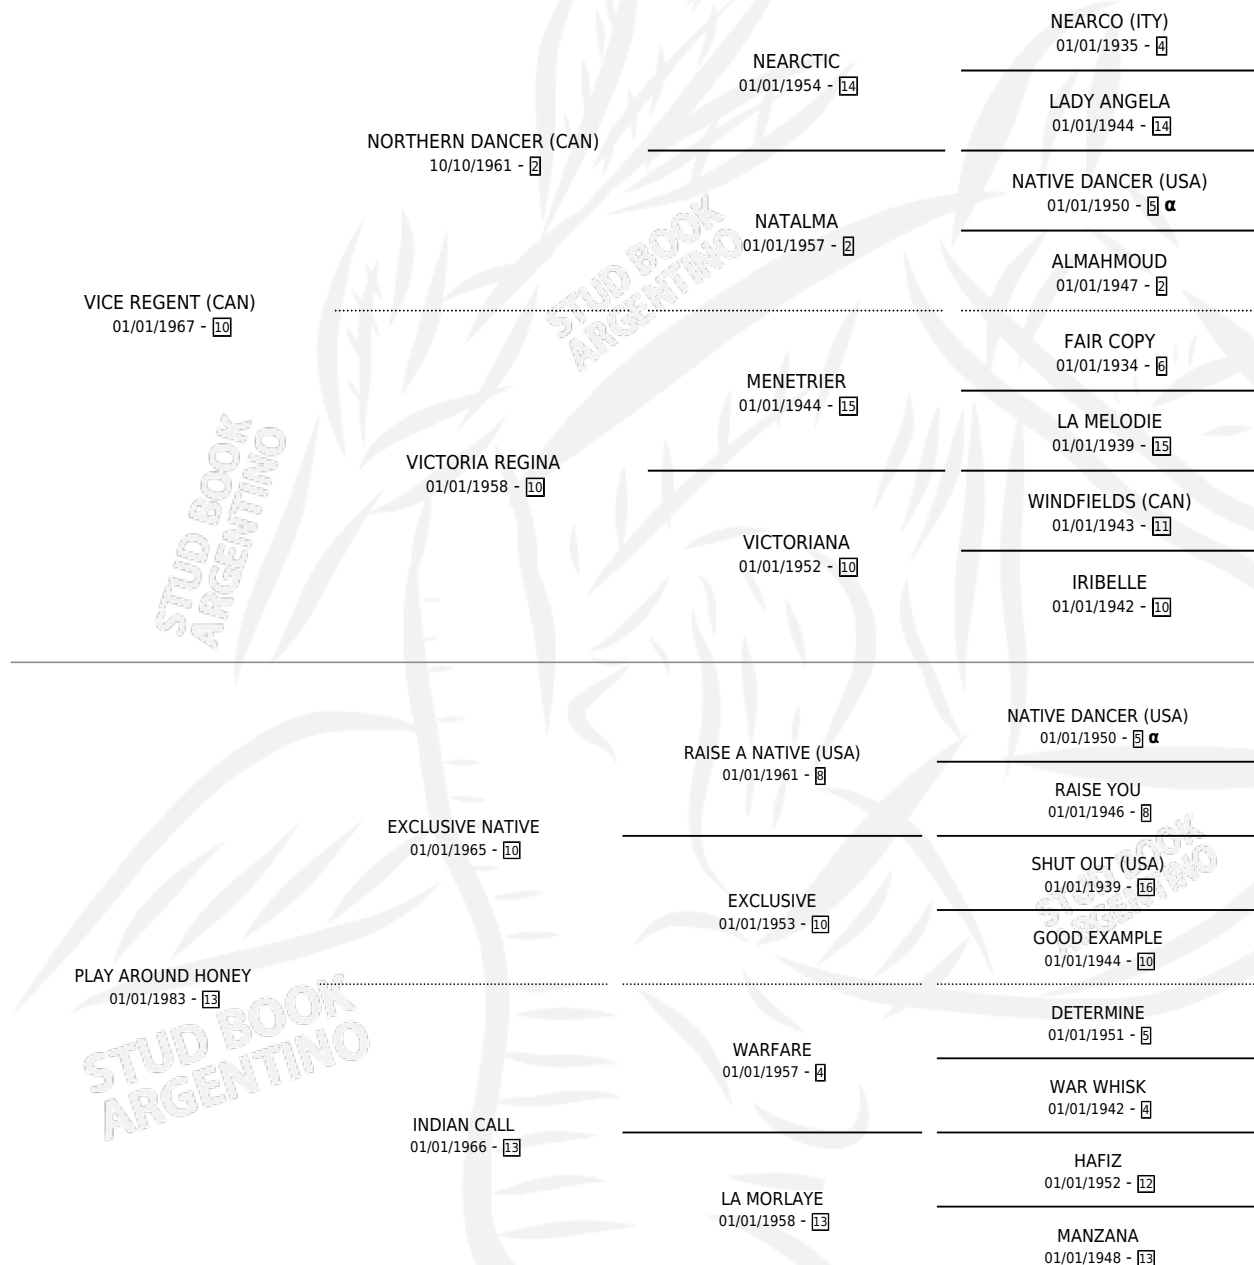 VICE REGENT (CAN)
01/01/1967 - 10
NORTHERN DANCER (CAN)
10/10/1961 - 2
VICTORIA REGINA
01/01/1958 - 10
NEARCTIC
01/01/1954 - 14
NATALMA
01/01/1957 - 2
MENETRIER
01/01/1944 - 15
VICTORIANA
01/01/1952 - 10
NEARCO (ITY)
01/01/1935 - 4
LADY ANGELA
01/01/1944 - 14
NATIVE DANCER (USA)
01/01/1950 - 5 α
ALMAHMOUD
01/01/1947 - 2
FAIR COPY
01/01/1934 - 6
LA MELODIE
01/01/1939 - 15
WINDFIELDS (CAN)
01/01/1943 - 11
IRIBELLE
01/01/1942 - 10
PLAY AROUND HONEY
01/01/1983 - 13
EXCLUSIVE NATIVE
01/01/1965 - 10
INDIAN CALL
01/01/1966 - 13
RAISE A NATIVE (USA)
01/01/1961 - 8
EXCLUSIVE
01/01/1953 - 10
WARFARE
01/01/1957 - 4
LA MORLAYE
01/01/1958 - 13
NATIVE DANCER (USA)
01/01/1950 - 5 α
RAISE YOU
01/01/1946 - 8
SHUT OUT (USA)
01/01/1939 - 16
GOOD EXAMPLE
01/01/1944 - 10
DETERMINE
01/01/1951 - 5
WAR WHISK
01/01/1942 - 4
HAFIZ
01/01/1952 - 12
MANZANA
01/01/1948 - 13
STUD BOOK
ARGENTINO
STUD BOOK
ARGENTINO
STUD BOOK
ARGENTINO
STUD BOOK
ARGENTINO